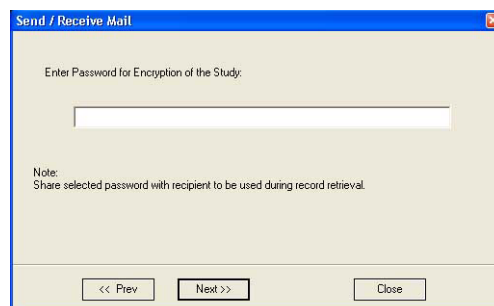 Send / Receive Mail
Enter Password for Encryption of the Study:
Note:
Share selected password with recipient to be used during record retrieval.
<< Prev
Next >>
Close